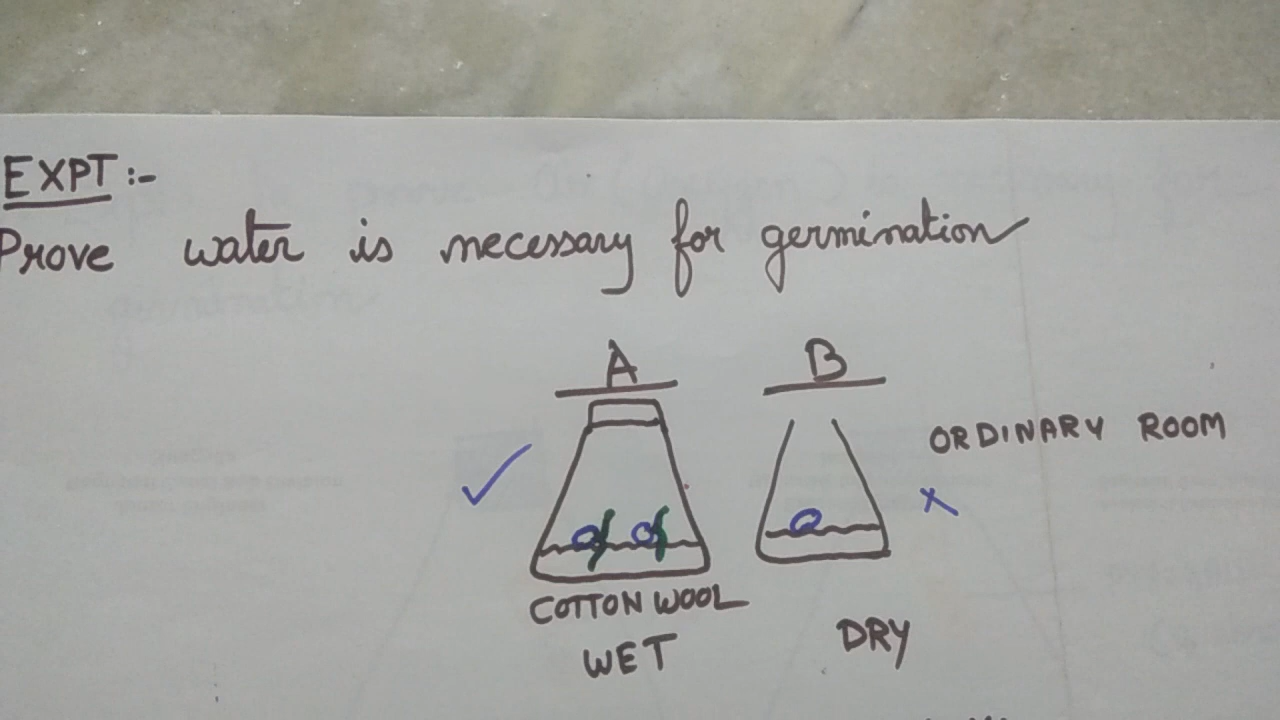 EXPT :-
Prove water is necessary for germination
A B
ORDINARY ROOM
COTTON WOOL
WET DRY